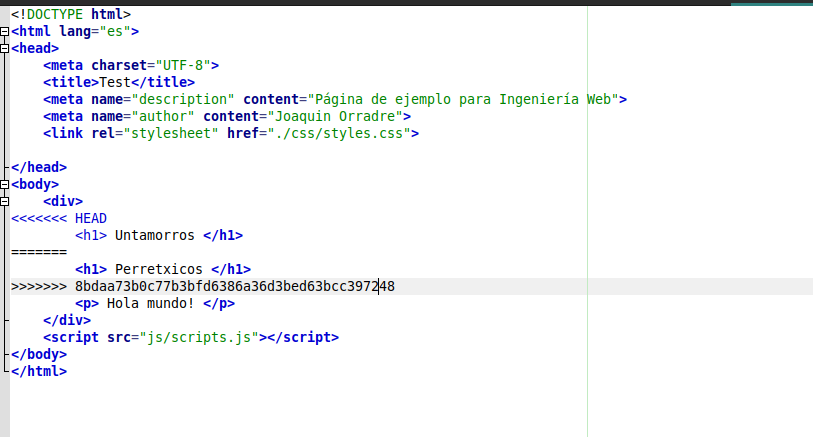 <!DOCTYPE html>
<html lang="es">
<head>
    <meta charset="UTF-8">
    <title>Test</title>
    <meta name="description" content="Página de ejemplo para Ingeniería Web">
    <meta name="author" content="Joaquin Orradre">
    <link rel="stylesheet" href="./css/styles.css">
</head>
<body>
    <div>
<<<<<<< HEAD
        <h1> Untamorros </h1>
=======
        <h1> Perretxicos </h1>
>>>>>>> 8bdaa73b0c77b3bfd6386a36d3bed63bcc397248
        <p> Hola mundo! </p>
    </div>
    <script src="js/scripts.js"></script>
</body>
</html>